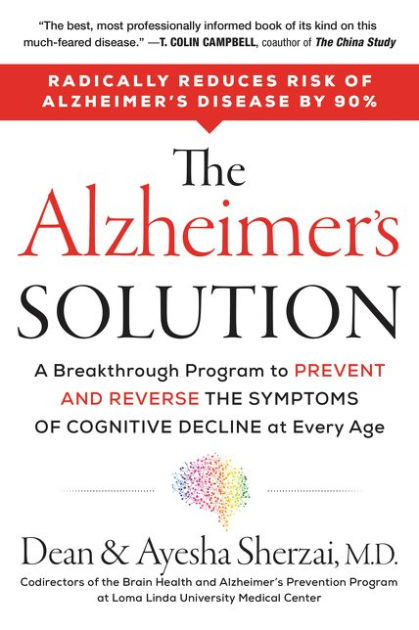 “The best, most professionally informed book of its kind on this
much-feared disease.” —T. COLIN CAMPBELL, coauthor of The China Study
RADICALLY REDUCES RISK OF
ALZHEIMER’S DISEASE BY 90%
The
Alzheimer’s
SOLUTION
A Breakthrough Program to PREVENT
AND REVERSE THE SYMPTOMS
OF COGNITIVE DECLINE at Every Age
Dean & Ayesha Sherzai, M.D.
Codirectors of the Brain Health and Alzheimer’s Prevention Program
at Loma Linda University Medical Center